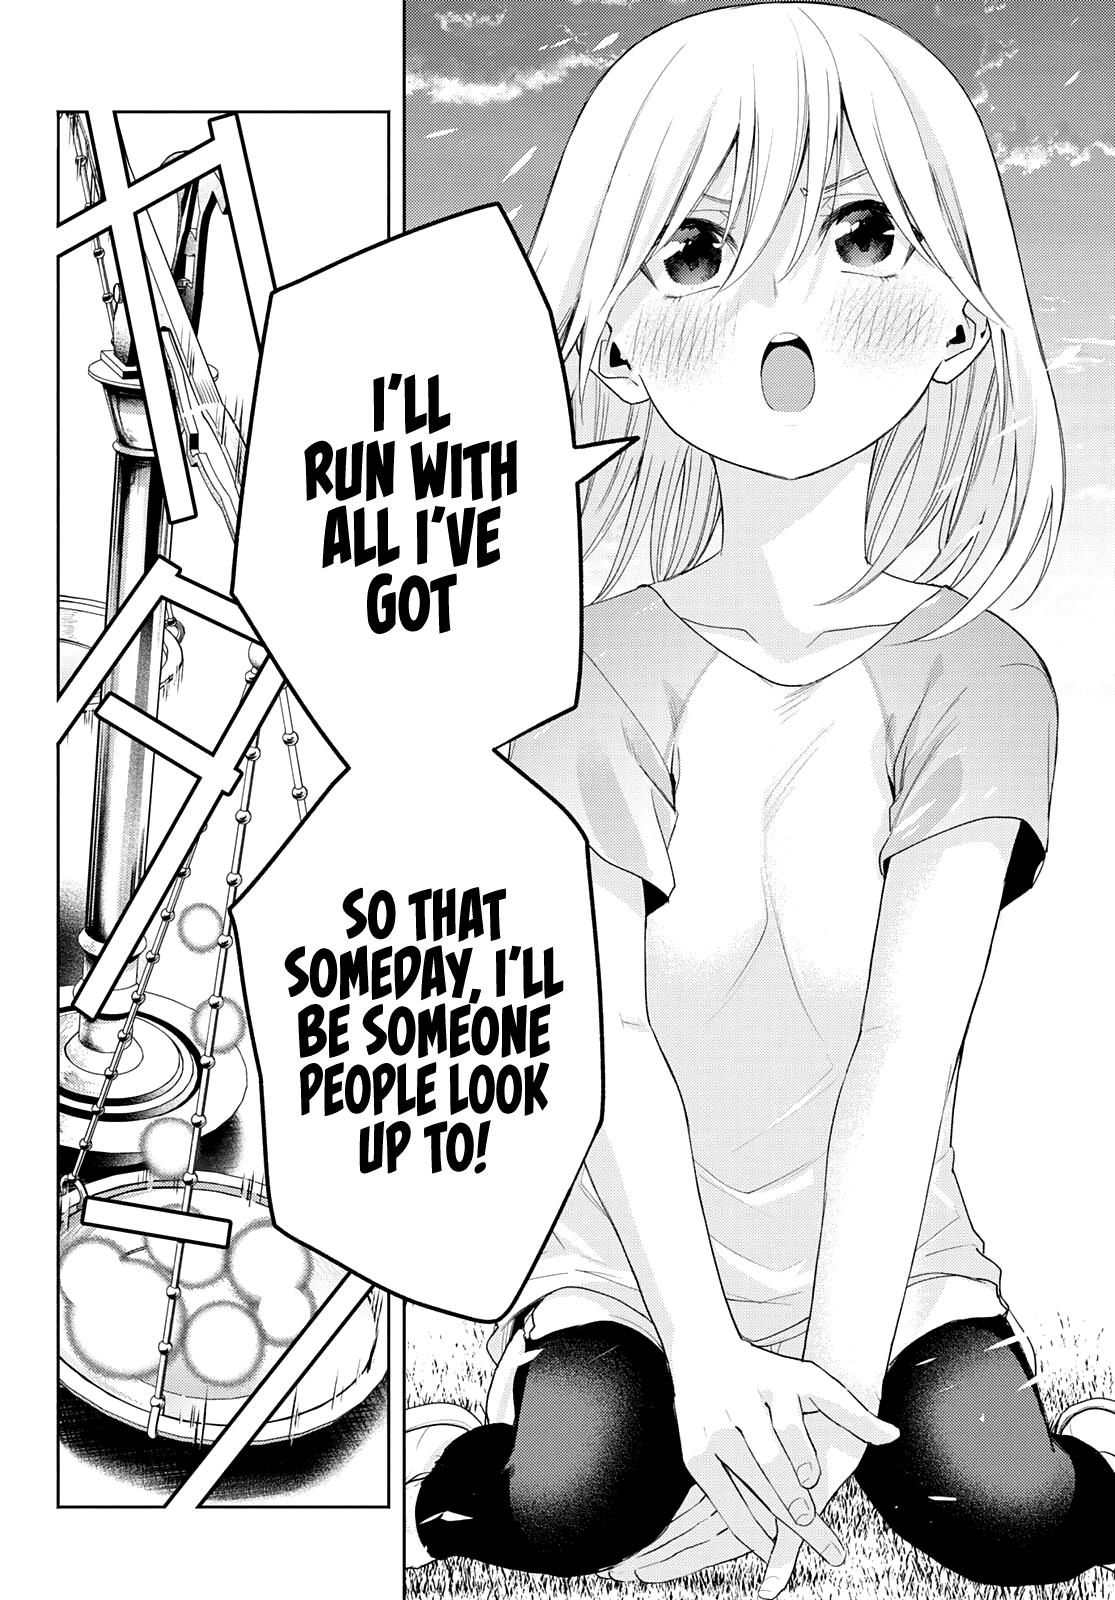 I'LL
RUN WITH
ALL I'VE
GOT
SO THAT
SOMEDAY, I'LL
BE SOMEONE
PEOPLE LOOK
UP TO!